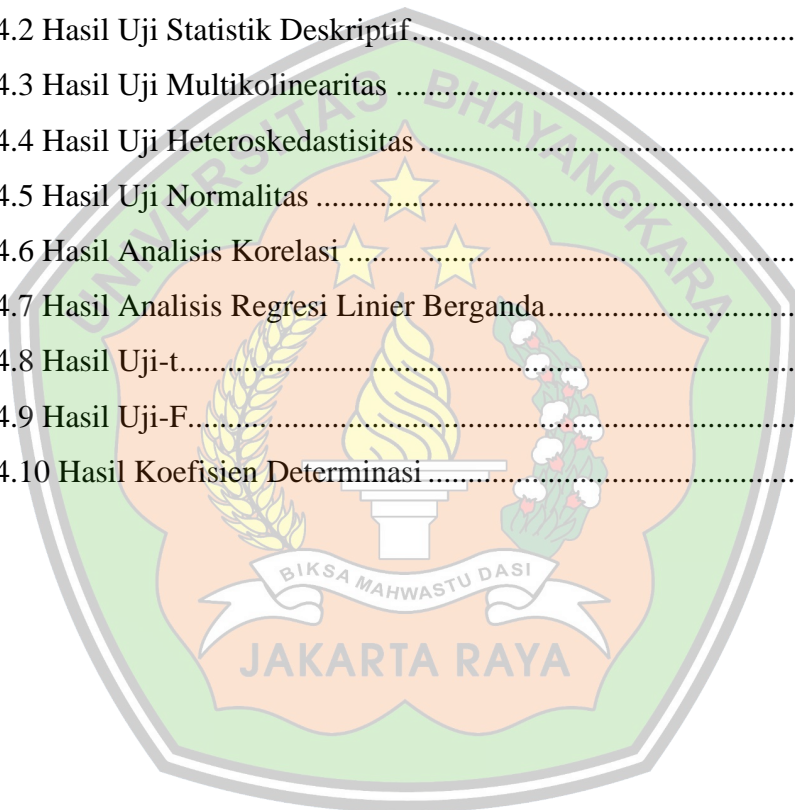 4.2 Hasil Uji Statistik Deskriptif................................................
4.3 Hasil Uji Multikolinearitas ..................................................
4.4 Hasil Uji Heteroskedastisitas ...............................................
4.5 Hasil Uji Normalitas ............................................................
4.6 Hasil Analisis Korelasi ........................................................
4.7 Hasil Analisis Regresi Linier Berganda...............................
4.8 Hasil Uji-t.............................................................................
4.9 Hasil Uji-F............................................................................
4.10 Hasil Koefisien Determinasi ..............................................
UNIVERSITAS BHAYANGKARA
BIKSA MAHWASTU DASI
JAKARTA RAYA